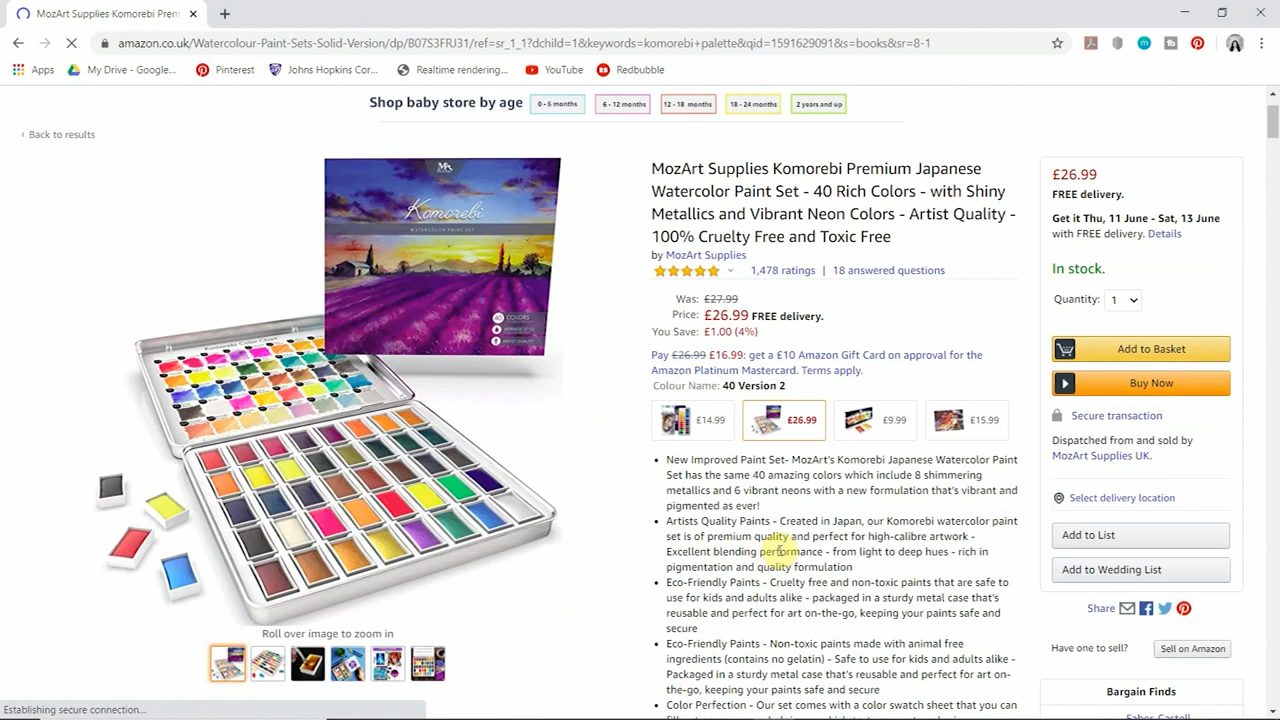 MozArt Supplies Komorebi Prem
amazon.co.uk/Watercolour-Paint-Sets-Solid-Version/dp/B07S3FRJ31/ref=sr_1_1?dchild=1&keywords=komorebi+palette&qid=1591629091&s=books&sr=8-1
Apps
My Drive - Google...
Pinterest
Johns Hopkins Cor...
Realtime rendering...
YouTube
Redbubble
Shop baby store by age
0 - 6 months
6 - 12 months
12 - 18 months
18 - 24 months
2 years and up
‹ Back to results
Komorebi
WATERCOLOR PAINT SET
40 COLORS
Komorebi Color Chart
Roll over image to zoom in
MozArt Supplies Komorebi Premium Japanese
Watercolor Paint Set - 40 Rich Colors - with Shiny
Metallics and Vibrant Neon Colors - Artist Quality -
100% Cruelty Free and Toxic Free
by MozArt Supplies
1,478 ratings | 18 answered questions
Was: £27.99
Price: £26.99 FREE delivery.
You Save: £1.00 (4%)
Pay £26.99 £16.99: get a £10 Amazon Gift Card on approval for the
Amazon Platinum Mastercard. Terms apply.
Colour Name: 40 Version 2
£14.99
£26.99
£9.99
£15.99
• New Improved Paint Set- MozArt's Komorebi Japanese Watercolor Paint
Set has the same 40 amazing colors which include 8 shimmering
metallics and 6 vibrant neons with a new formulation that's vibrant and
pigmented as ever!
• Artists Quality Paints - Created in Japan, our Komorebi watercolor paint
set is of premium quality and perfect for high-calibre artwork -
Excellent blending performance - from light to deep hues - rich in
pigmentation and quality formulation
• Eco-Friendly Paints - Cruelty free and non-toxic paints that are safe to
use for kids and adults alike - packaged in a sturdy metal case that's
reusable and perfect for art on-the-go, keeping your paints safe and
secure
• Eco-Friendly Paints - Non-toxic paints made with animal free
ingredients (contains no gelatin) - Safe to use for kids and adults alike -
Packaged in a sturdy metal case that's reusable and perfect for art on-
the-go, keeping your paints safe and secure
• Color Perfection - Our set comes with a color swatch sheet that you can
£26.99
FREE delivery.
Get it Thu, 11 June - Sat, 13 June
with FREE delivery. Details
In stock.
Quantity: 1
Add to Basket
Buy Now
Secure transaction
Dispatched from and sold by
MozArt Supplies UK.
Select delivery location
Add to List
Add to Wedding List
Share
Have one to sell?
Sell on Amazon
Bargain Finds
Faber-Castell
Establishing secure connection...